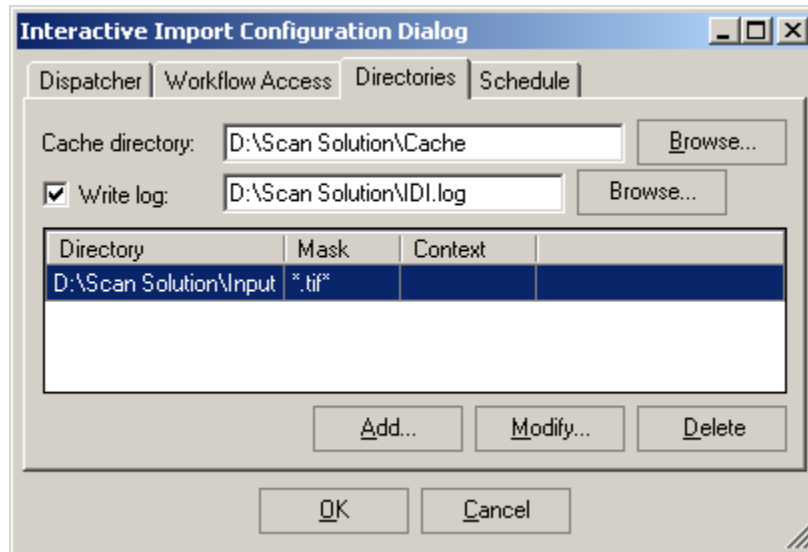 Interactive Import Configuration Dialog
Dispatcher Workflow Access Directories Schedule
Cache directory: D:\Scan Solution\Cache Browse...
Write log: D:\Scan Solution\IDI.log Browse...
Directory Mask Context
D:\Scan Solution\Input *.tif*
Add... Modify... Delete
OK Cancel